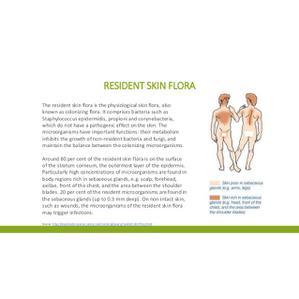 RESIDENT SKIN FLORA
The resident skin flora is the physiological skin flora, also
known as colonizing flora. It comprises bacteria such as
Staphylococcus epidermidis, propioni and corynebacteria,
which do not have a pathogenic effect on the skin. The
microorganisms have important functions: their metabolism
inhibits the growth of non-resident bacteria and fungi, and
maintain the balance between the colonizing microorganisms.
Around 80 per cent of the resident skin flora is on the surface
of the stratum corneum, the outermost layer of the epidermis.
Particularly high concentrations of microorganisms are found in
body regions rich in sebaceous glands, e.g. scalp, forehead,
axillae, front of the chest, and the area between the shoulder
blades. 20 per cent of the resident microorganisms are found in
the sebaceous glands (up to 0.3 mm deep). On non intact skin,
such as wounds, the microorganisms of the resident skin flora
may trigger infections.
Skin poor in sebaceous
glands (e.g. arms, legs)
Skin rich in sebaceous
glands (e.g. head, front of
chest, and the area between
the shoulder blades)